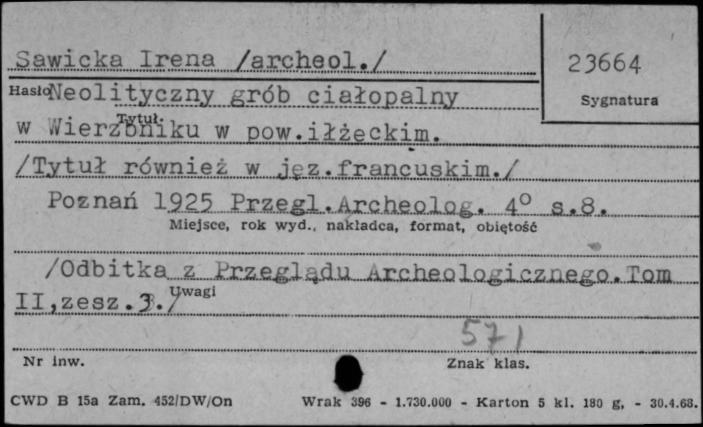 Sawicka Irena /archeol./
23664
Hasło
Sygnatura
Neolityczny grób ciałopalny
Tytuł
w Wierzbniku w pow.iłżęckim.
/Tytuł również w jęz.francuskim./
Poznań 1925 Przegl.Archeolog. 4° s.8.
Miejsce, rok wyd., nakładca, format, objętość
/Odbitka z Przeglądu Archeologicznego.Tom
II,zesz.3./
Uwagi
571
Nr inw.
Znak klas.
CWD B 15a Zam. 452/DW/On Wrak 396 - 1.730.000 - Karton 5 kl. 180 g, - 30.4.68.